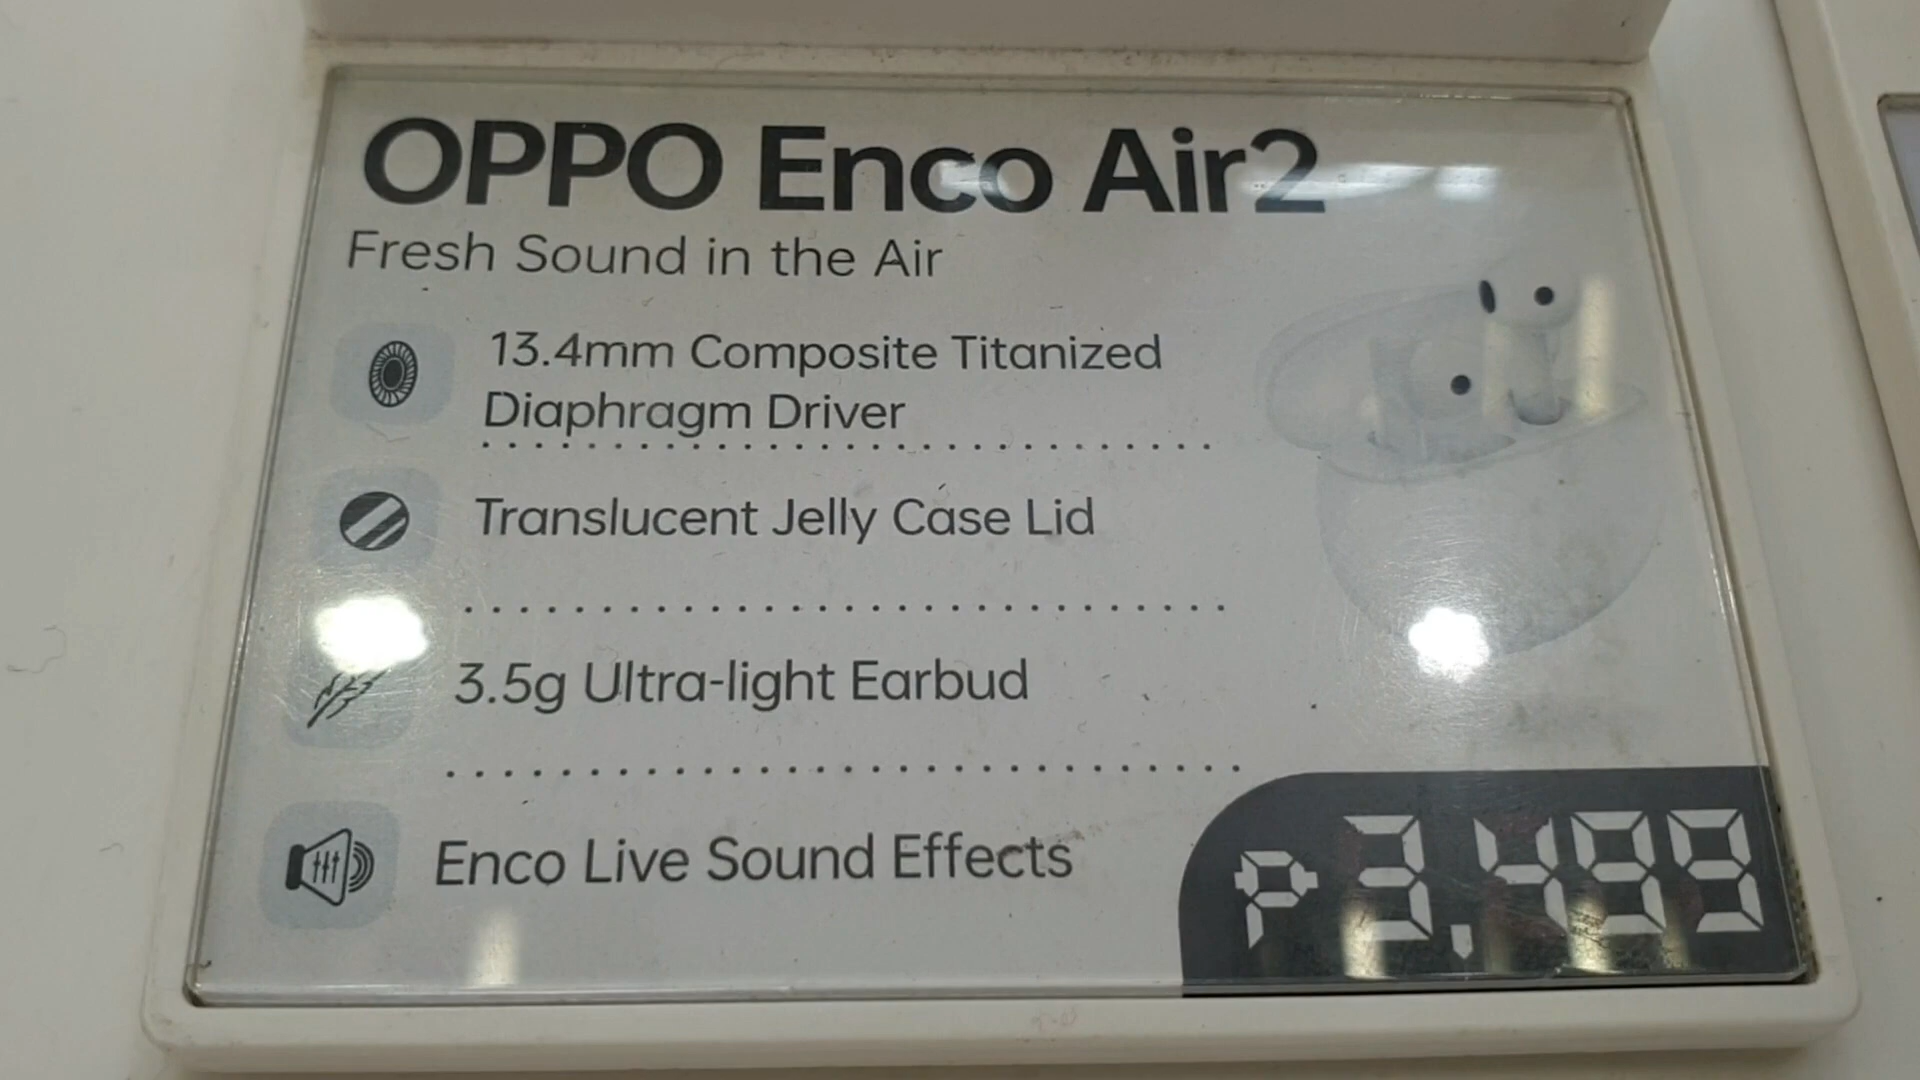 OPPO Enco Air2
Fresh Sound in the Air
13.4mm Composite Titanized
Diaphragm Driver
Translucent Jelly Case Lid
3.5g Ultra-light Earbud
Enco Live Sound Effects
₱3,499